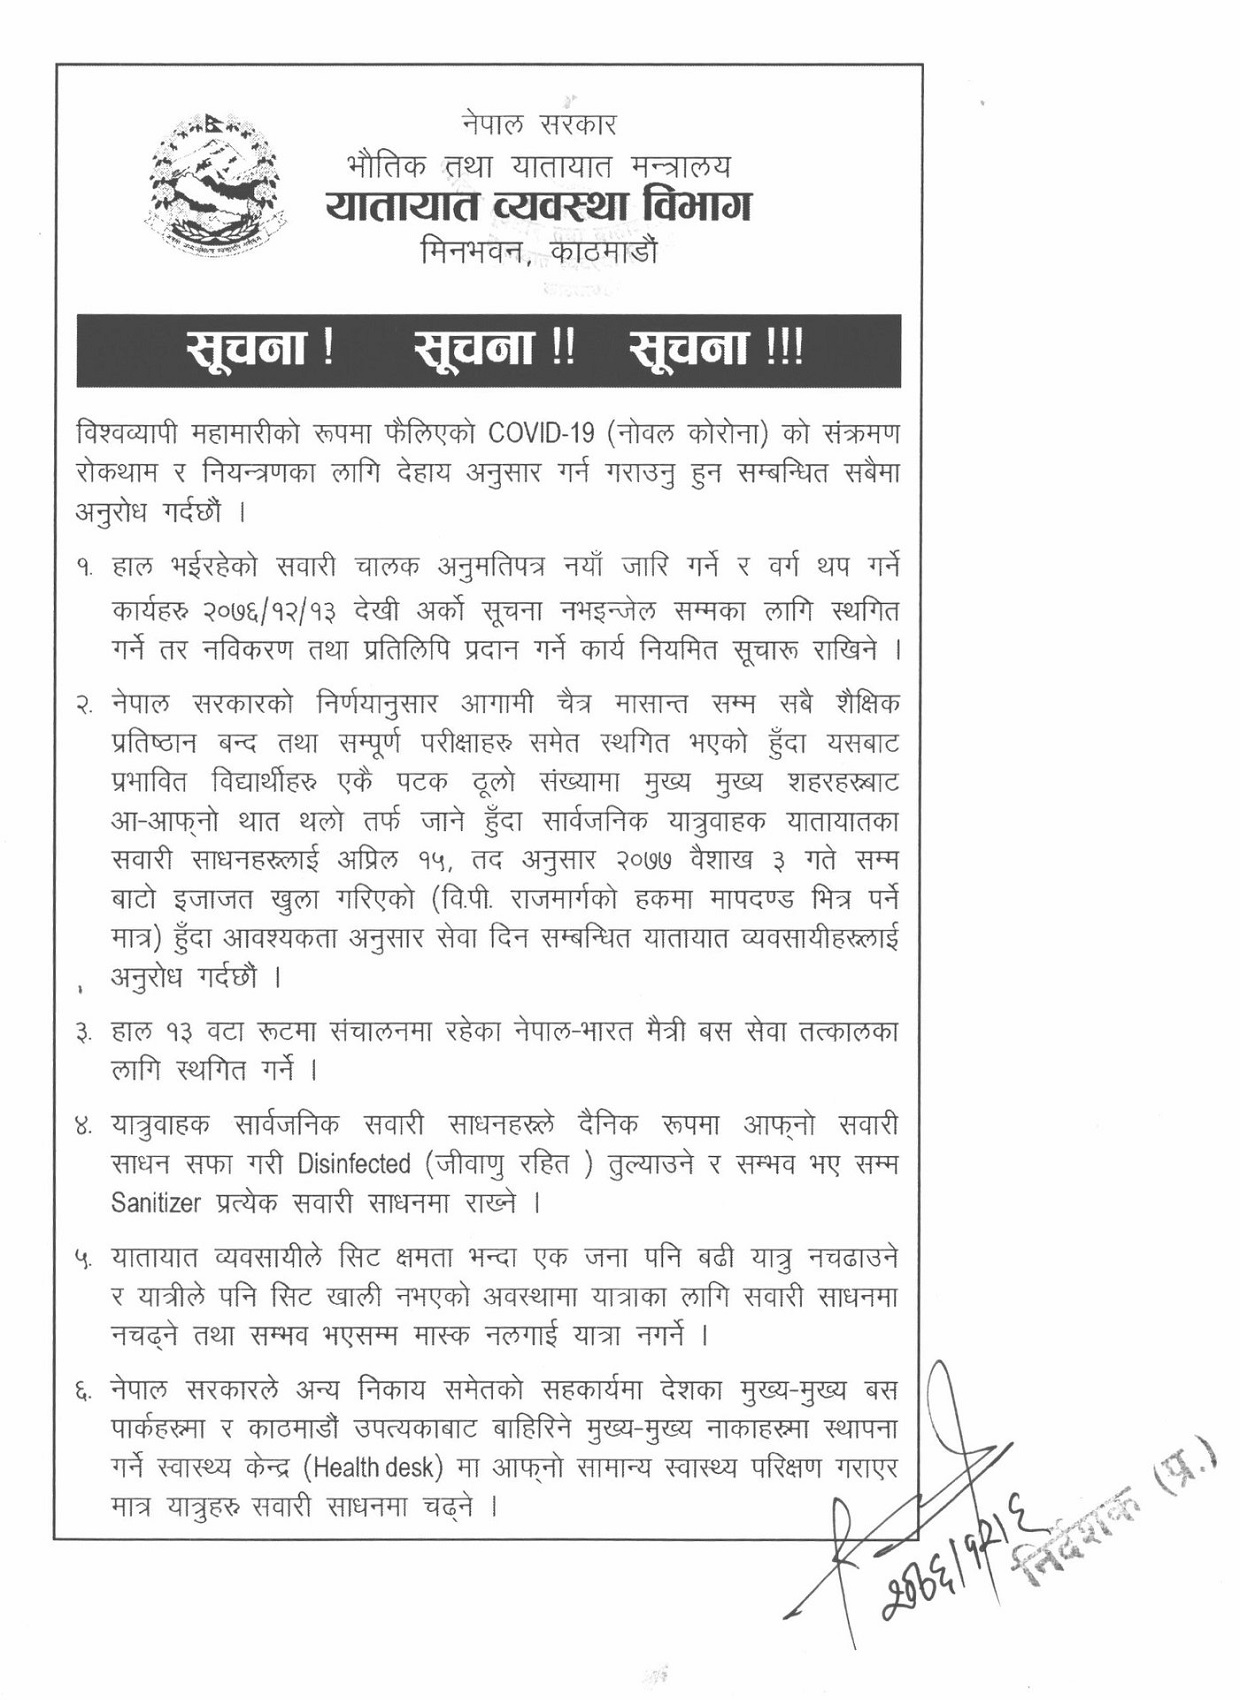 नेपाल सरकार
भौतिक तथा यातायात मन्त्रालय
यातायात व्यवस्था विभाग
मिनभवन, काठमाडौं
सूचना ! सूचना !! सूचना !!!
विश्वव्यापी महामारीको रूपमा फैलिएको COVID-19 (नोवल कोरोना) को संक्रमण
रोकथाम र नियन्त्रणका लागि देहाय अनुसार गर्न गराउनु हुन सम्बन्धित सबैमा
अनुरोध गर्दछौं ।
१. हाल भईरहेको सवारी चालक अनुमतिपत्र नयाँ जारि गर्ने र वर्ग थप गर्ने
कार्यहरु २०७६/१२/१३ देखी अर्को सूचना नभइन्जेल सम्मका लागि स्थगित
गर्ने तर नविकरण तथा प्रतिलिपि प्रदान गर्ने कार्य नियमित सूचारू राखिने ।
२. नेपाल सरकारको निर्णयानुसार आगामी चैत्र मासान्त सम्म सबै शैक्षिक
प्रतिष्ठान बन्द तथा सम्पूर्ण परीक्षाहरु समेत स्थगित भएको हुँदा यसबाट
प्रभावित विद्यार्थीहरु एकै पटक ठूलो संख्यामा मुख्य मुख्य शहरहरुबाट
आ-आफ्नो थात थलो तर्फ जाने हुँदा सार्वजनिक यात्रुवाहक यातायातका
सवारी साधनहरुलाई अप्रिल १५, तद अनुसार २०७७ वैशाख ३ गते सम्म
बाटो इजाजत खुला गरिएको (वि.पी. राजमार्गको हकमा मापदण्ड भित्र पर्ने
मात्र) हुँदा आवश्यकता अनुसार सेवा दिन सम्बन्धित यातायात व्यवसायीहरुलाई
अनुरोध गर्दछौं ।
३. हाल १३ वटा रूटमा संचालनमा रहेका नेपाल-भारत मैत्री बस सेवा तत्कालका
लागि स्थगित गर्ने ।
४. यात्रुवाहक सार्वजनिक सवारी साधनहरुले दैनिक रूपमा आफ्नो सवारी
साधन सफा गरी Disinfected (जीवाणु रहित ) तुल्याउने र सम्भव भए सम्म
Sanitizer प्रत्येक सवारी साधनमा राख्ने ।
५. यातायात व्यवसायीले सिट क्षमता भन्दा एक जना पनि बढी यात्रु नचढाउने
र यात्रीले पनि सिट खाली नभएको अवस्थामा यात्राका लागि सवारी साधनमा
नचढ्ने तथा सम्भव भएसम्म मास्क नलगाई यात्रा नगर्ने ।
६. नेपाल सरकारले अन्य निकाय समेतको सहकार्यमा देशका मुख्य-मुख्य बस
पार्कहरुमा र काठमाडौं उपत्यकाबाट बाहिरिने मुख्य-मुख्य नाकाहरुमा स्थापना
गर्ने स्वास्थ्य केन्द्र (Health desk) मा आफ्नो सामान्य स्वास्थ्य परिक्षण गराएर
मात्र यात्रुहरु सवारी साधनमा चढ्ने ।
२०७६/१२/६
निर्देशक (प्र.)